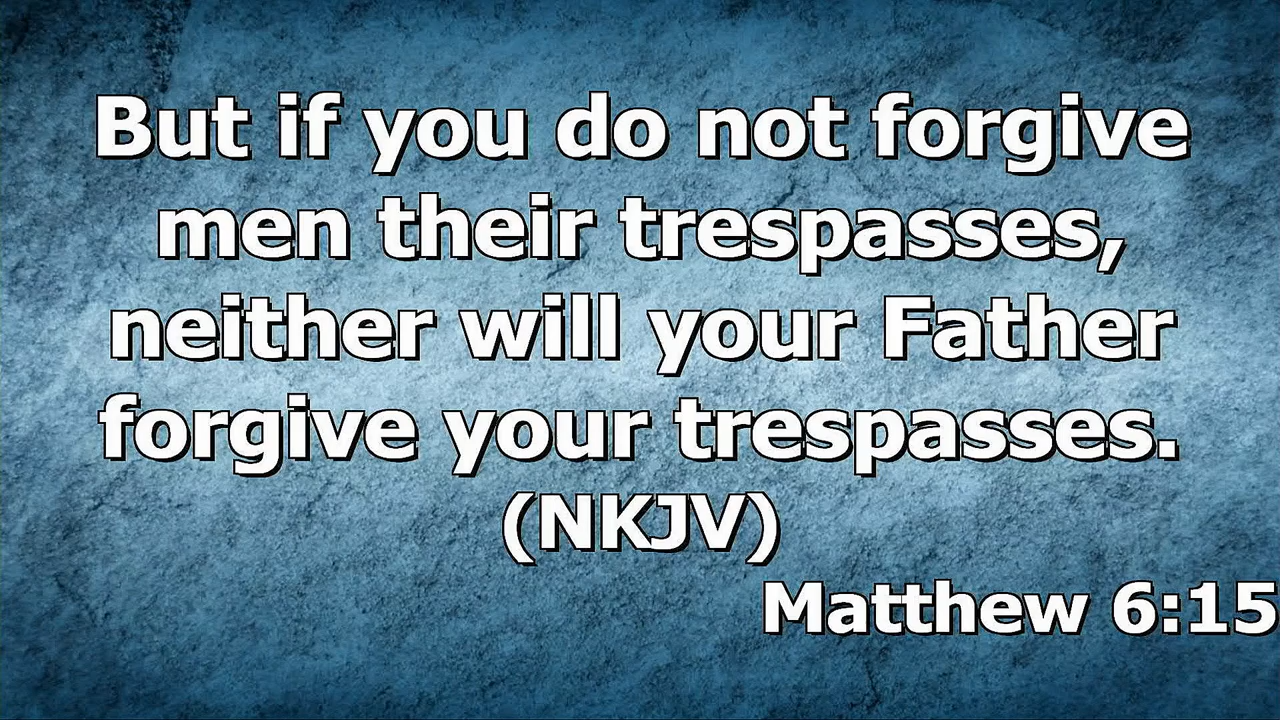 But if you do not forgive
men their trespasses,
neither will your Father
forgive your trespasses.
(NKJV)
Matthew 6:15